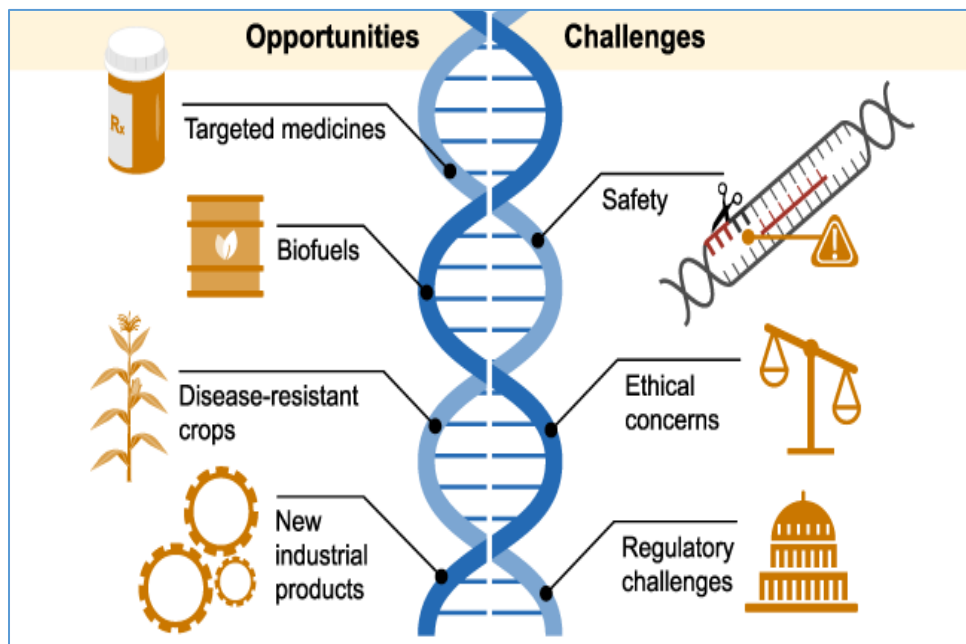 Opportunities
Challenges
Rx
Targeted medicines
Biofuels
Disease-resistant
crops
New
industrial
products
Safety
Ethical
concerns
Regulatory
challenges